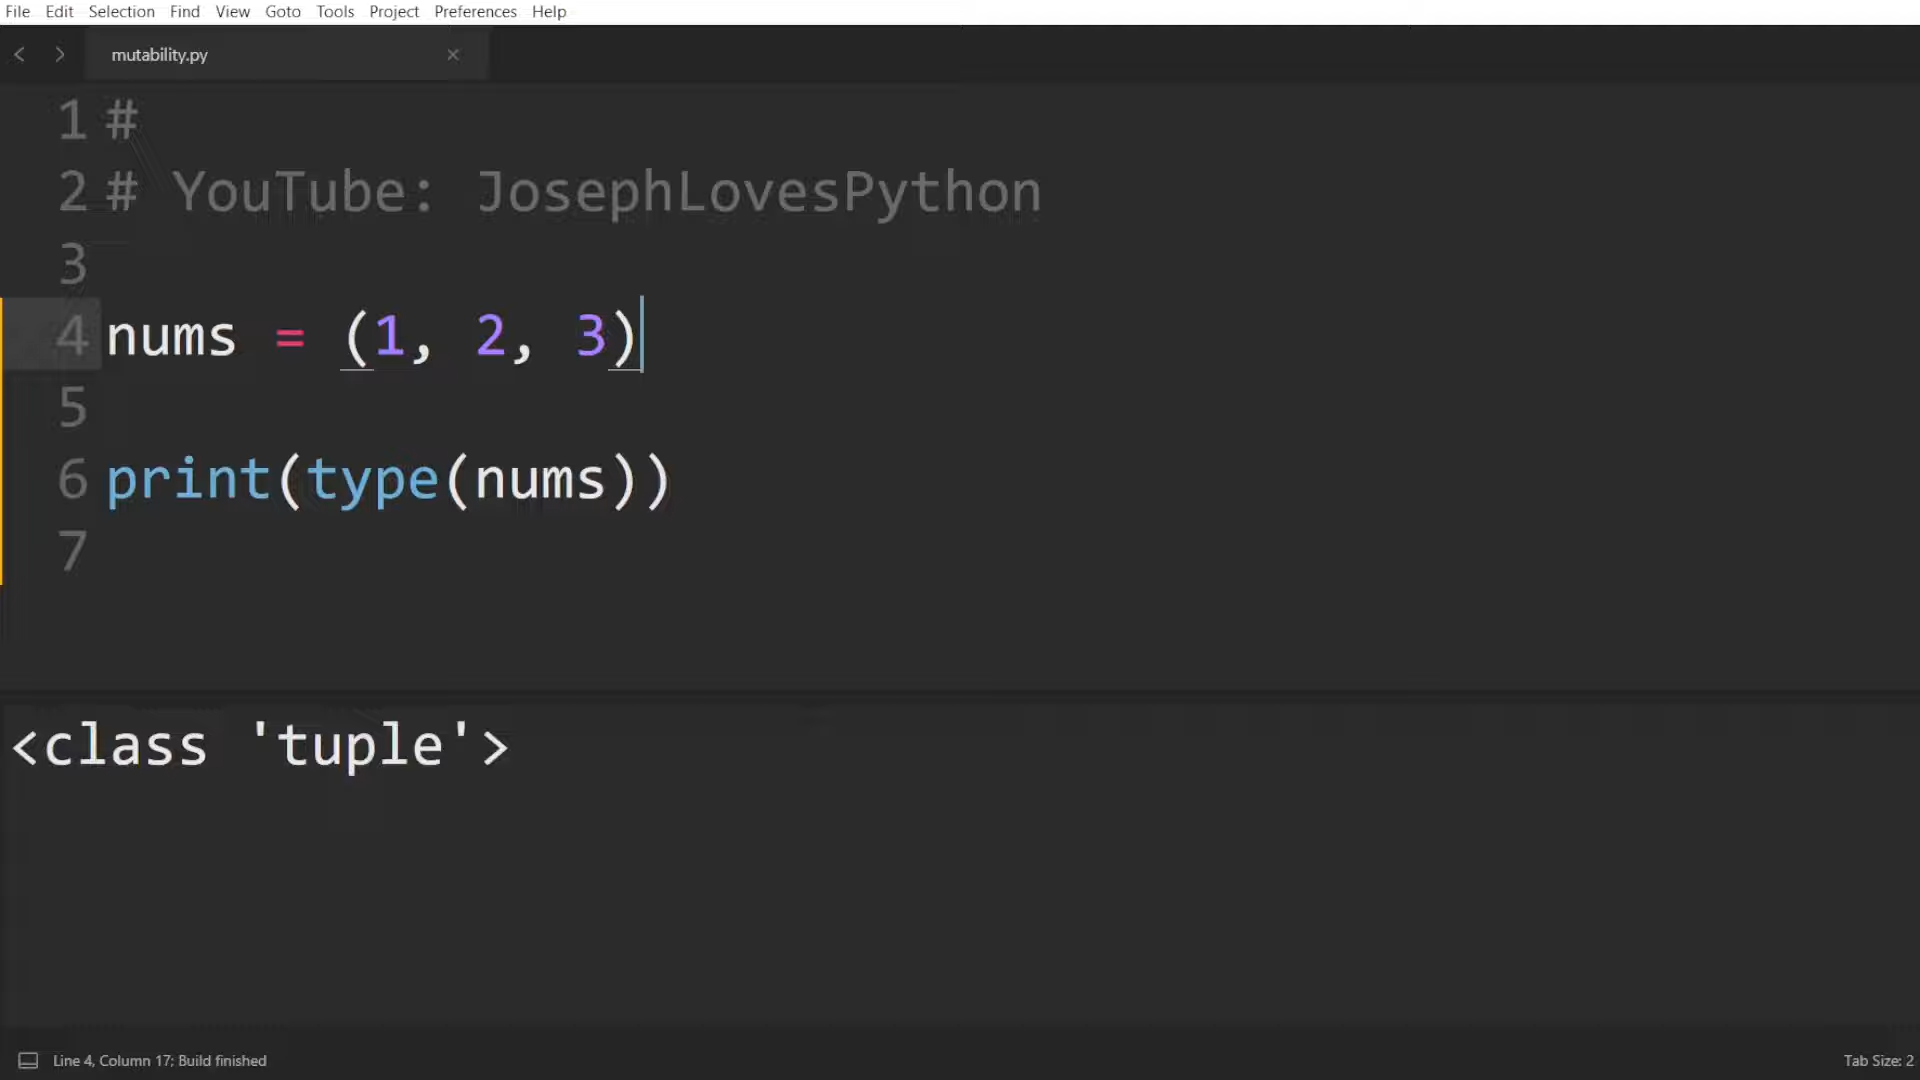 File Edit Selection Find View Goto Tools Project Preferences Help
mutability.py
1 #
2 # YouTube: JosephLovesPython
3
4 nums = (1, 2, 3)
5
6 print(type(nums))
7
<class 'tuple'>
Line 4, Column 17; Build finished
Tab Size: 2